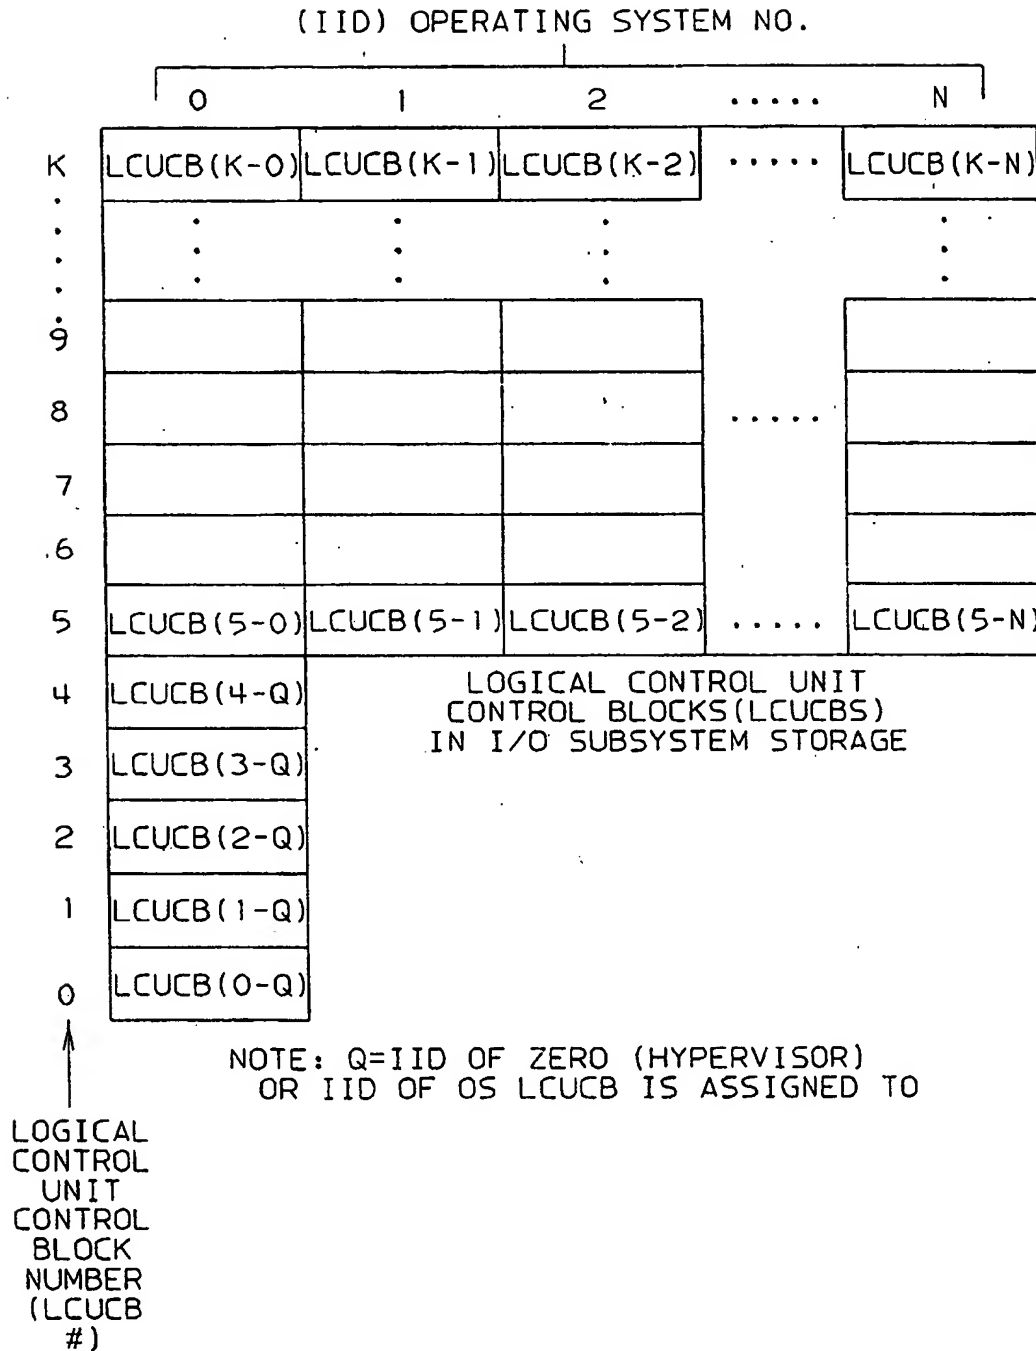 (IID) OPERATING SYSTEM NO.
0 1 2 ..... N
K LCUCB(K-0) LCUCB(K-1) LCUCB(K-2) ..... LCUCB(K-N)
9
8 .....
7
6
5 LCUCB(5-0) LCUCB(5-1) LCUCB(5-2) ..... LCUCB(5-N)
4 LCUCB(4-Q)
3 LCUCB(3-Q)
2 LCUCB(2-Q)
1 LCUCB(1-Q)
0 LCUCB(0-Q)
LOGICAL CONTROL UNIT
CONTROL BLOCKS(LCUCBS)
IN I/O SUBSYSTEM STORAGE
NOTE: Q=IID OF ZERO (HYPERVISOR)
OR IID OF OS LCUCB IS ASSIGNED TO
LOGICAL
CONTROL
UNIT
CONTROL
BLOCK
NUMBER
(LCUCB
#)